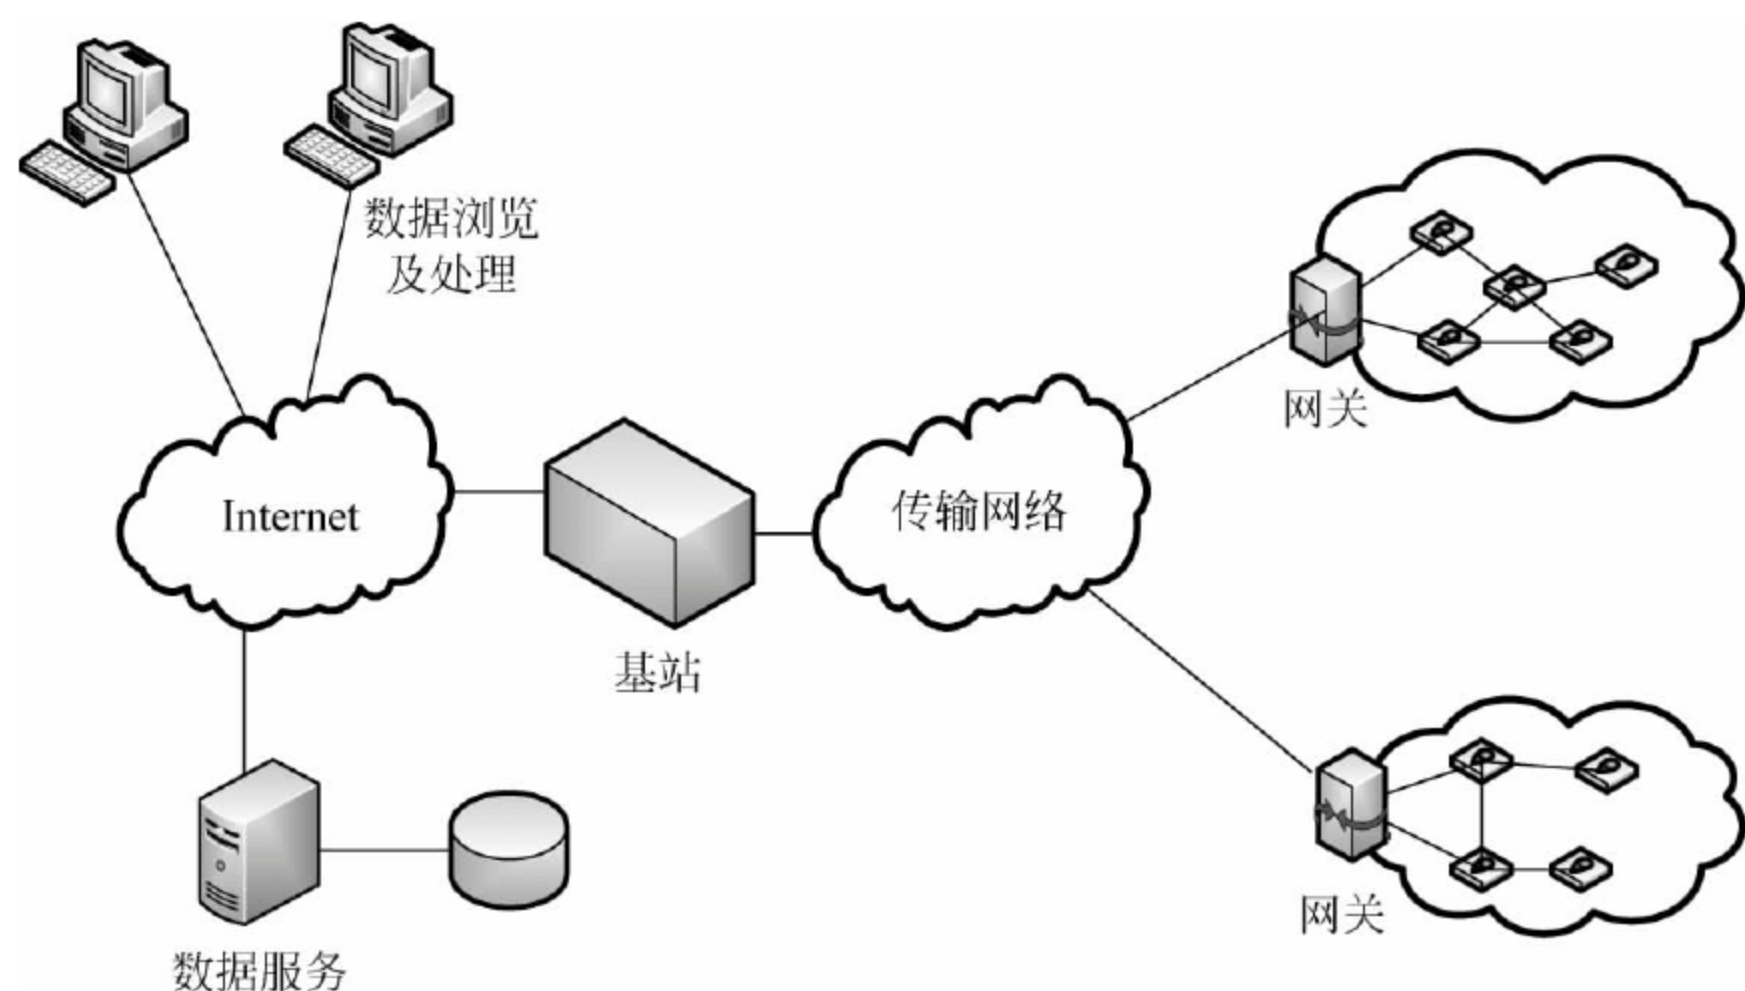 数据浏览
及处理
网关
Internet
传输网络
基站
网关
数据服务